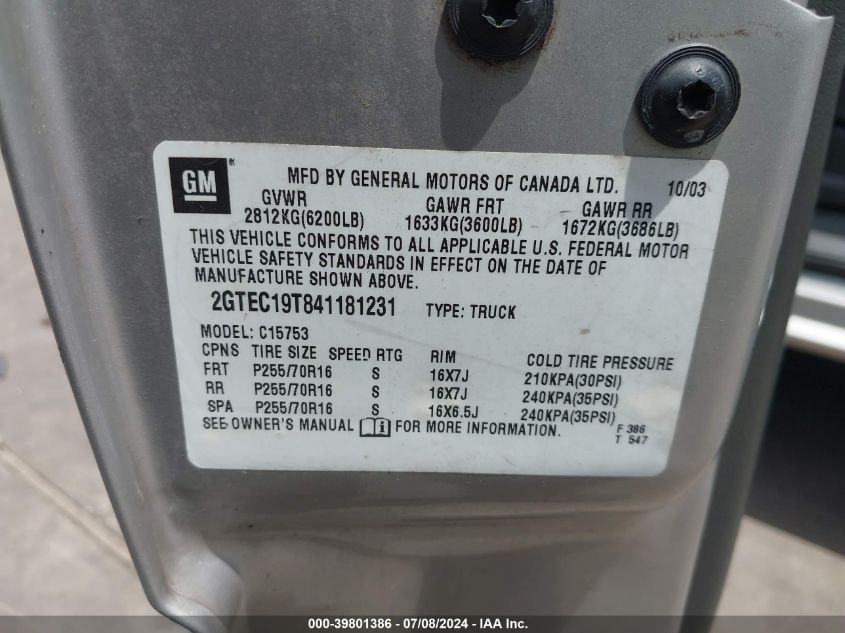 GM ® MFD BY GENERAL MOTORS OF CANADA LTD. 10/03
GVWR GAWR FRT GAWR RR
2812KG(6200LB) 1633KG(3600LB) 1672KG(3686LB)
THIS VEHICLE CONFORMS TO ALL APPLICABLE U.S. FEDERAL MOTOR
VEHICLE SAFETY STANDARDS IN EFFECT ON THE DATE OF
MANUFACTURE SHOWN ABOVE.
2GTEC19T841181231 TYPE: TRUCK
MODEL: C15753
CPNS TIRE SIZE SPEED RTG RIM COLD TIRE PRESSURE
FRT P255/70R16 S 16X7J 210KPA(30PSI)
RR P255/70R16 S 16X7J 240KPA(35PSI)
SPA P255/70R16 S 16X6.5J 240KPA(35PSI)
SEE OWNER'S MANUAL FOR MORE INFORMATION.
F 386
T 547
000-39801386 - 07/08/2024 - IAA Inc.